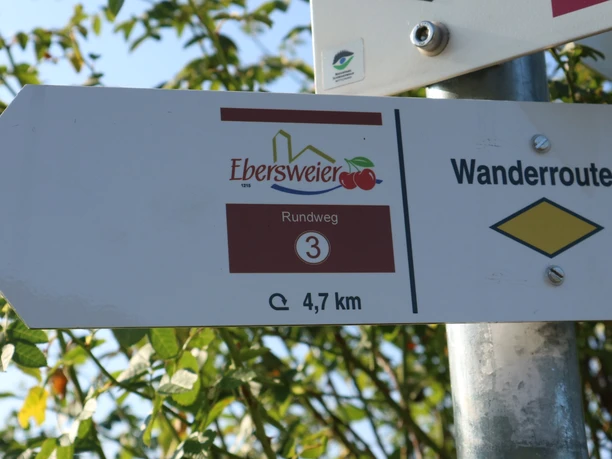 Ebersweier
Rundweg
3
4,7 km
Wanderroute